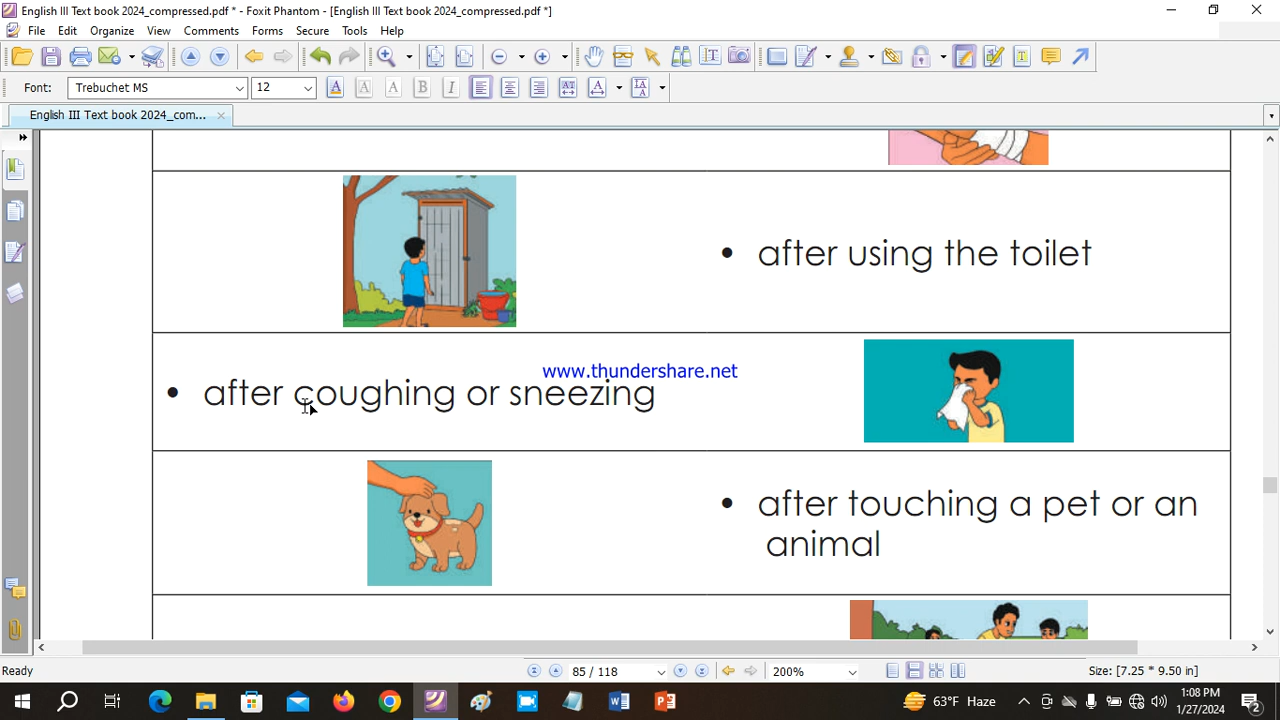 English III Text book 2024_compressed.pdf * - Foxit Phantom - [English III Text book 2024_compressed.pdf *]
File Edit Organize View Comments Forms Secure Tools Help
Font: Trebuchet MS 12
English III Text book 2024_com...
• after using the toilet
www.thundershare.net
• after coughing or sneezing
• after touching a pet or an
animal
Ready 85 / 118 200% Size: [7.25 * 9.50 in]
63°F Haze 1:08 PM
1/27/2024 2